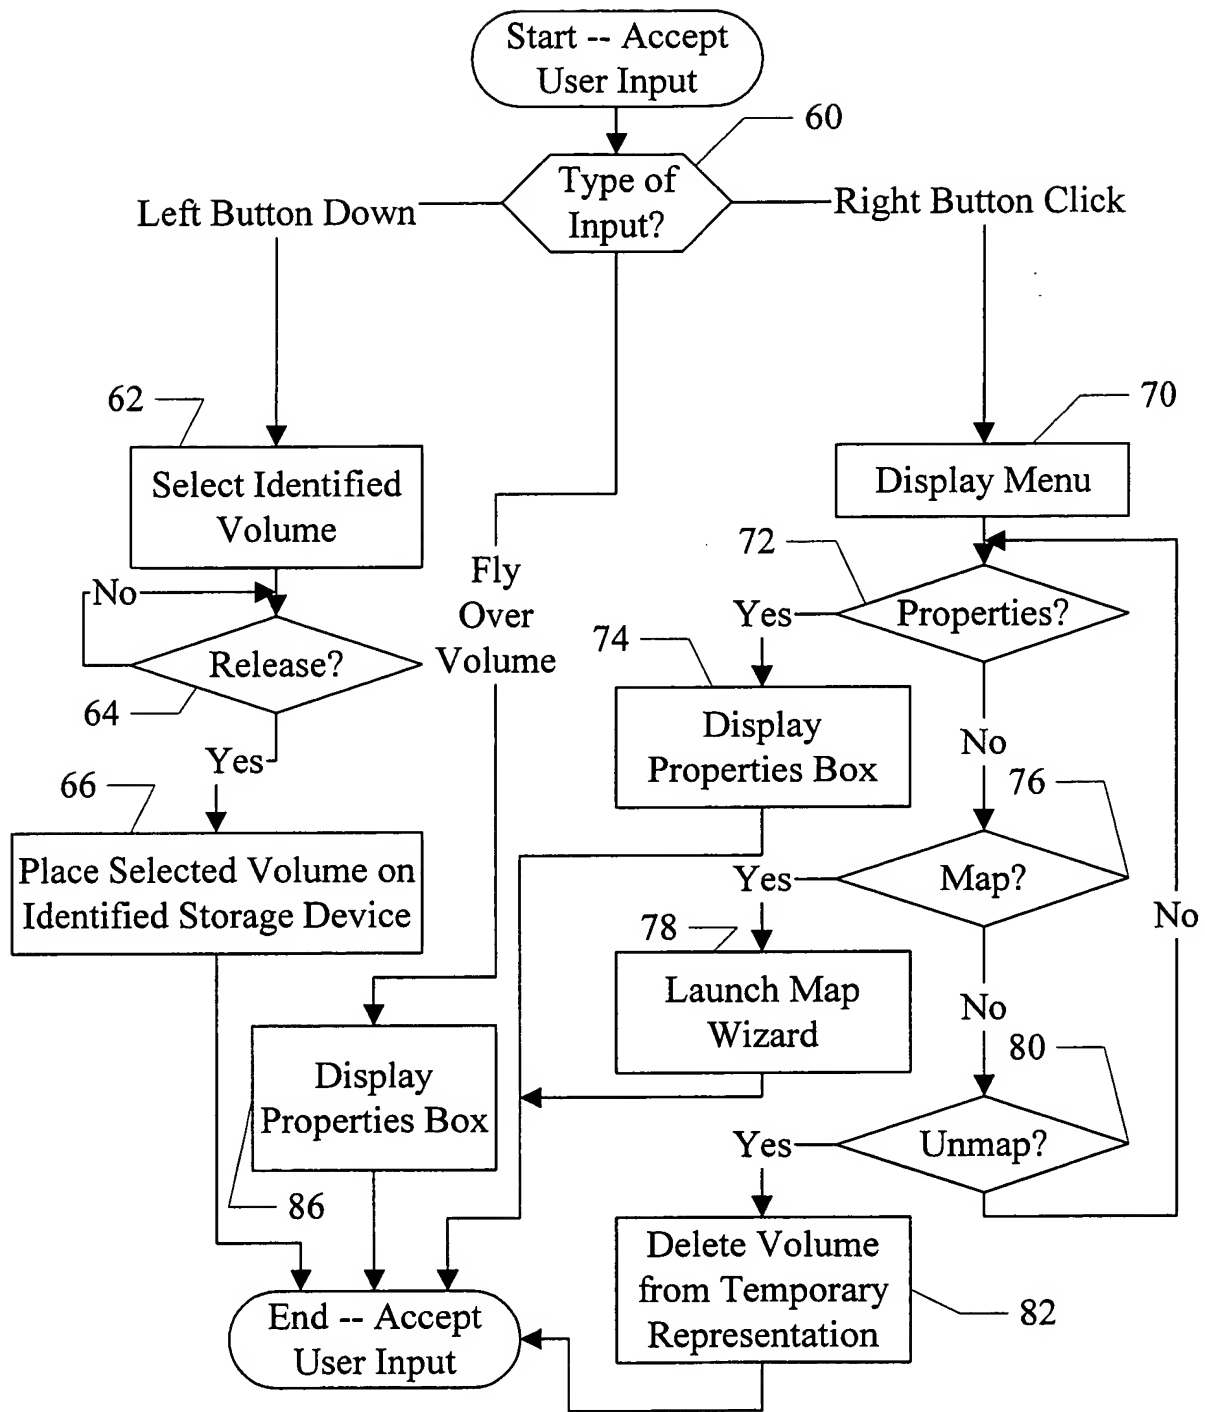 Start -- Accept
User Input
60
Type of
Input?
Left Button Down
Right Button Click
62
Select Identified
Volume
70
Display Menu
No
Release?
64
Yes
66
Place Selected Volume on
Identified Storage Device
Fly
Over
Volume
72
Properties?
Yes
74
Display
Properties Box
No
76
Map?
Yes
78
Launch Map
Wizard
No
No
80
Unmap?
Yes
Display
Properties Box
86
Delete Volume
from Temporary
Representation
82
End -- Accept
User Input